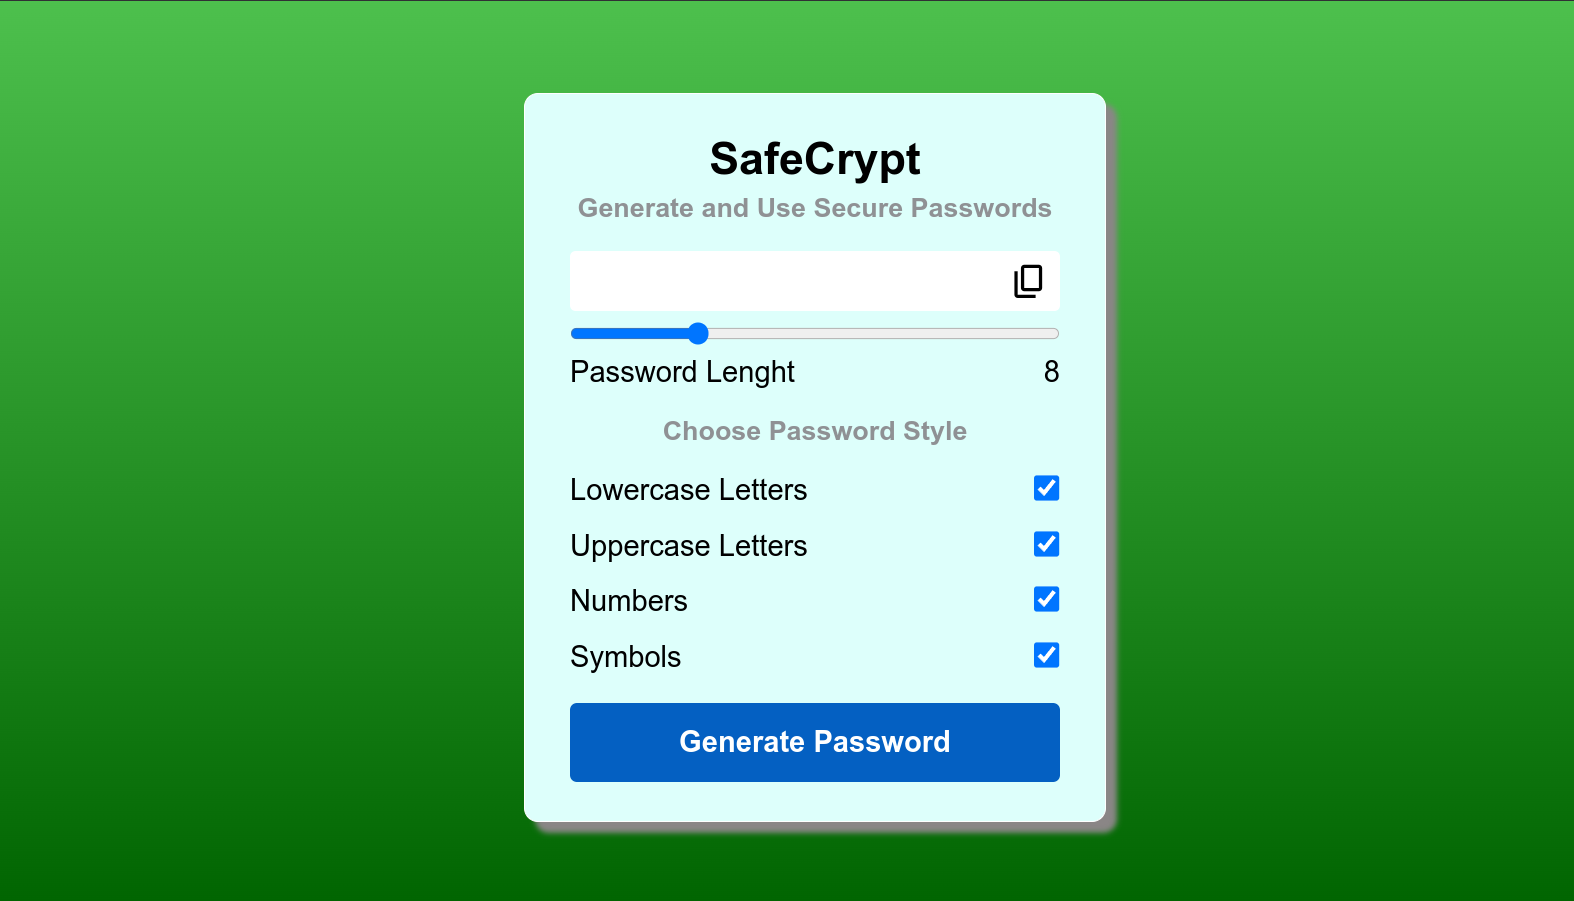 SafeCrypt
Generate and Use Secure Passwords
Password Lenght 8
Choose Password Style
Lowercase Letters
Uppercase Letters
Numbers
Symbols
Generate Password